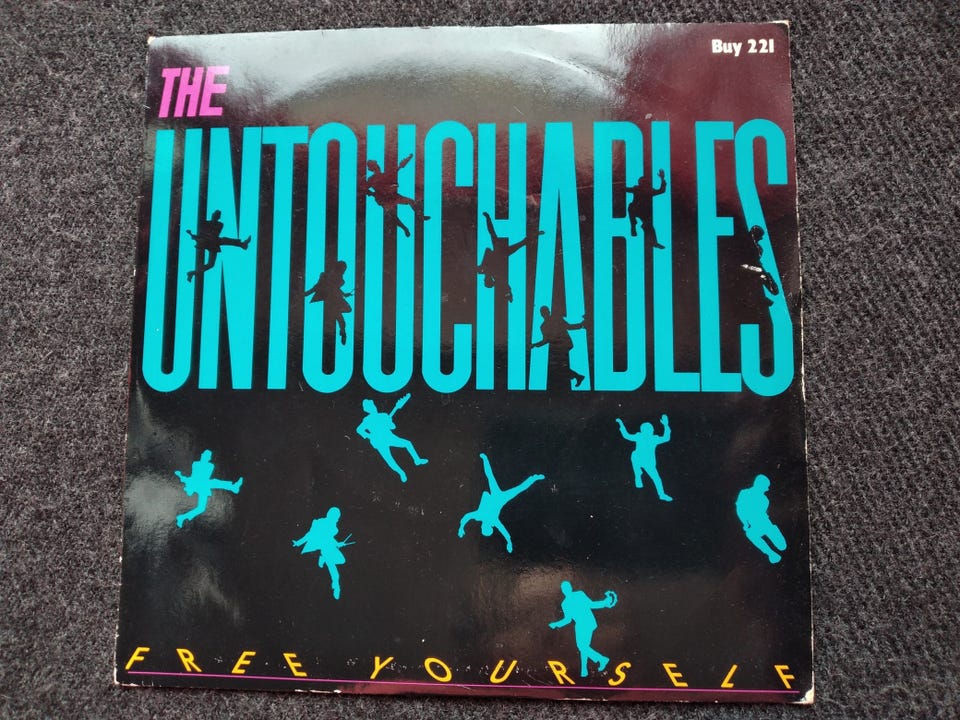 Buy 221
THE
UNTOUCHABLES
FREE YOURSELF